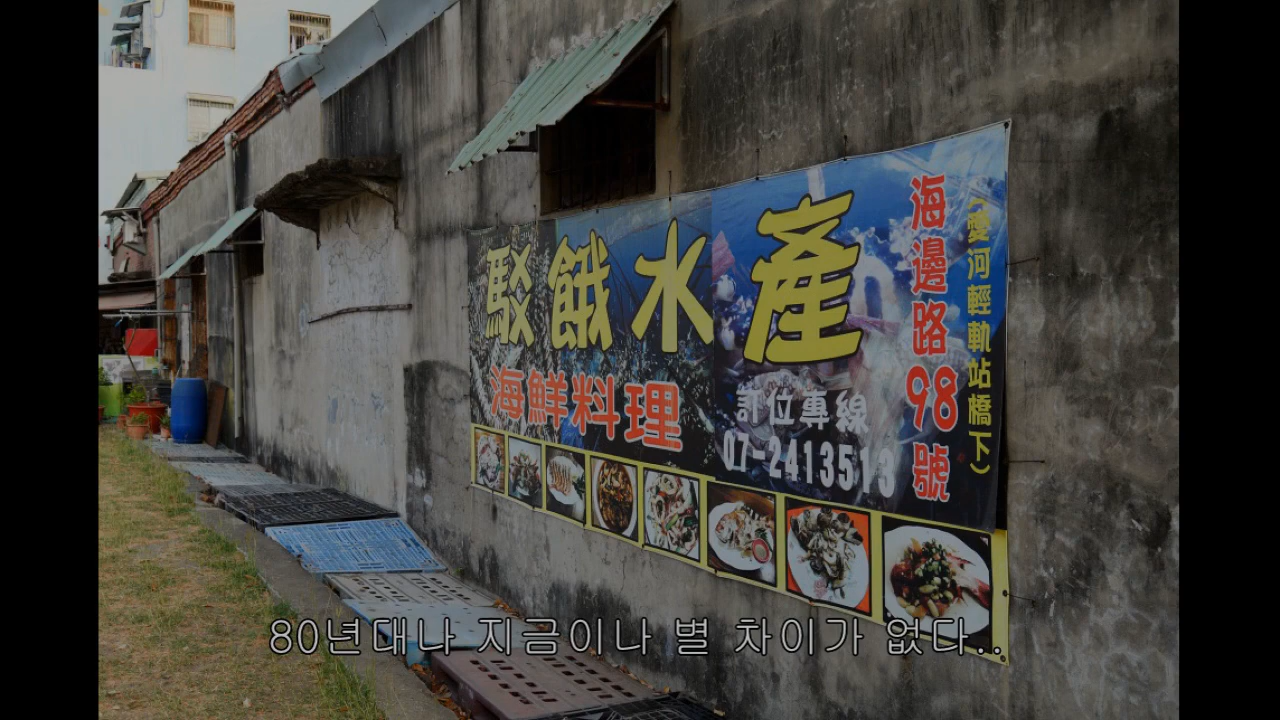 駁餓水產
海鮮料理
訂位專線
07-2413513
海邊路98號
(愛河輕軌站橋下)
80년대나 지금이나 별 차이가 없다..